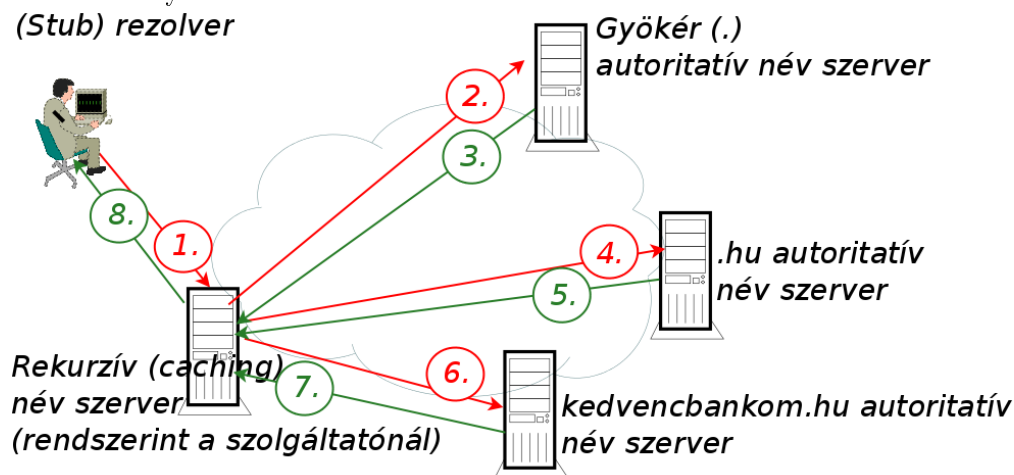 (Stub) rezolver
Gyökér (.)
autoritatív név szerver
2.
3.
8.
1.
4.
.hu autoritatív
név szerver
5.
Rekurzív (caching)
név szerver
(rendszerint a szolgáltatónál)
6.
7.
kedvencbankom.hu autoritatív
név szerver